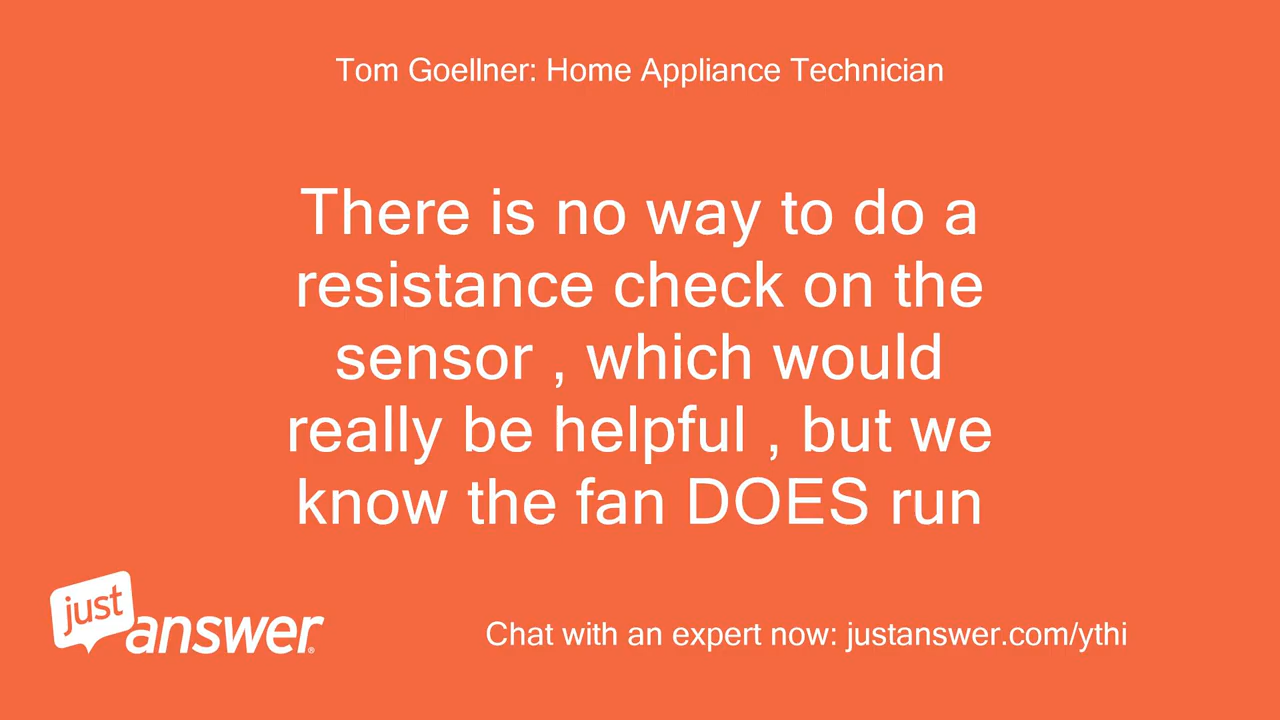 Tom Goellner: Home Appliance Technician
There is no way to do a
resistance check on the
sensor , which would
really be helpful , but we
know the fan DOES run
just
answer®
Chat with an expert now: justanswer.com/ythi